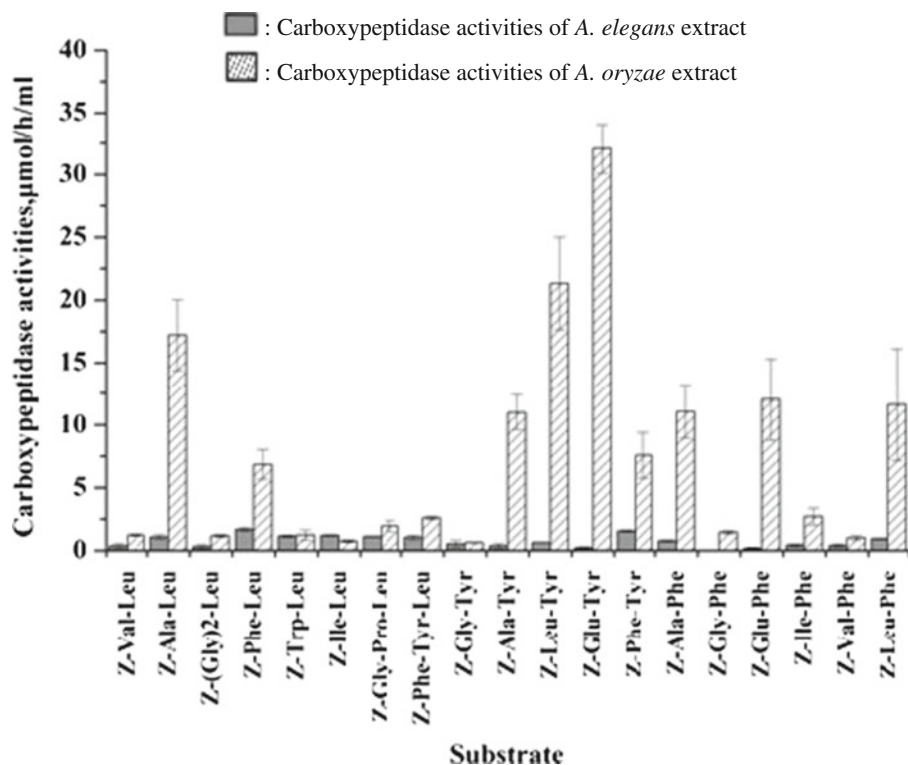 : Carboxypeptidase activities of A. elegans extract
: Carboxypeptidase activities of A. oryzae extract
Carboxypeptidase activities,μmol/h/ml
40
35
30
25
20
15
10
5
0
Z-Val-Leu
Z-Ala-Leu
Z-(Gly)2-Leu
Z-Phe-Leu
Z-Trp-Leu
Z-Ile-Leu
Z-Gly-Pro-Leu
Z-Phe-Tyr-Leu
Z-Gly-Tyr
Z-Ala-Tyr
Z-Leu-Tyr
Z-Glu-Tyr
Z-Phe-Tyr
Z-Ala-Phe
Z-Gly-Phe
Z-Glu-Phe
Z-Ile-Phe
Z-Val-Phe
Z-Leu-Phe
Substrate